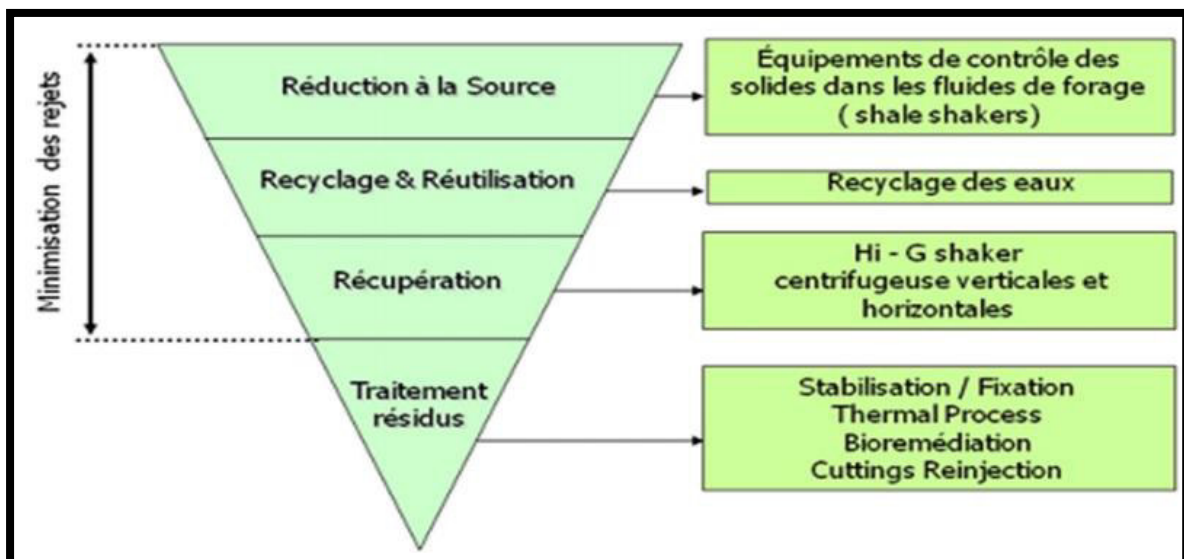 Minimisation des rejets
Réduction à la Source
Équipements de contrôle des
solides dans les fluides de forage
( shale shakers)
Recyclage & Réutilisation
Recyclage des eaux
Récupération
Hi - G shaker
centrifugeuse verticales et
horizontales
Traitement
résidus
Stabilisation / Fixation
Thermal Process
Bioremédiation
Cuttings Reinjection